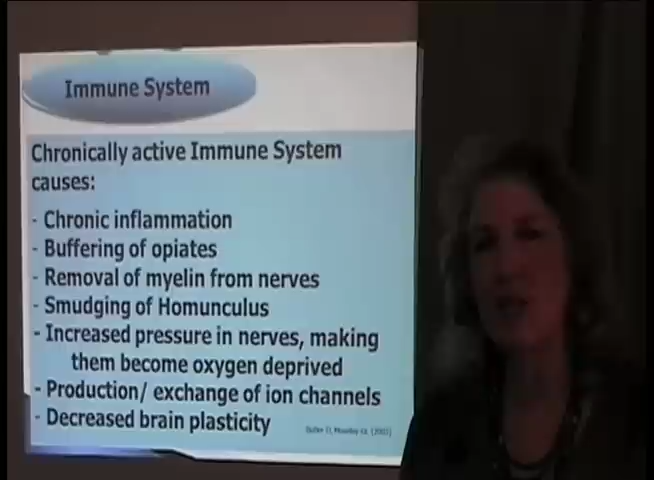 Immune System
Chronically active Immune System
causes:
- Chronic inflammation
- Buffering of opiates
- Removal of myelin from nerves
- Smudging of Homunculus
- Increased pressure in nerves, making
them become oxygen deprived
- Production/ exchange of ion channels
- Decreased brain plasticity